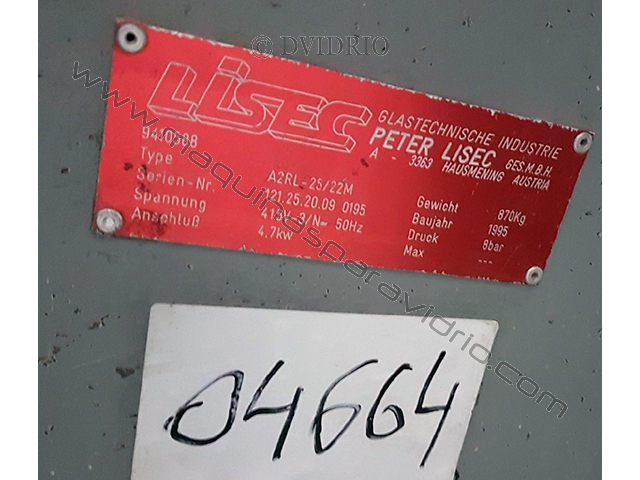 © DVIDRIO
LISEC
GLASTECHNISCHE INDUSTRIE
PETER LISEC GES.M.B.H.
A - 3363 HAUSMENING AUSTRIA
Type A2RL-25/22M
Serien-Nr. 121.25.20.09 0195
Spannung 415V 3/N~ 50Hz
Anschluß 4.7kW
Gewicht 870Kg
Baujahr 1995
Druck 8bar
Max ---
www.maquinasparavidrio.com
04664